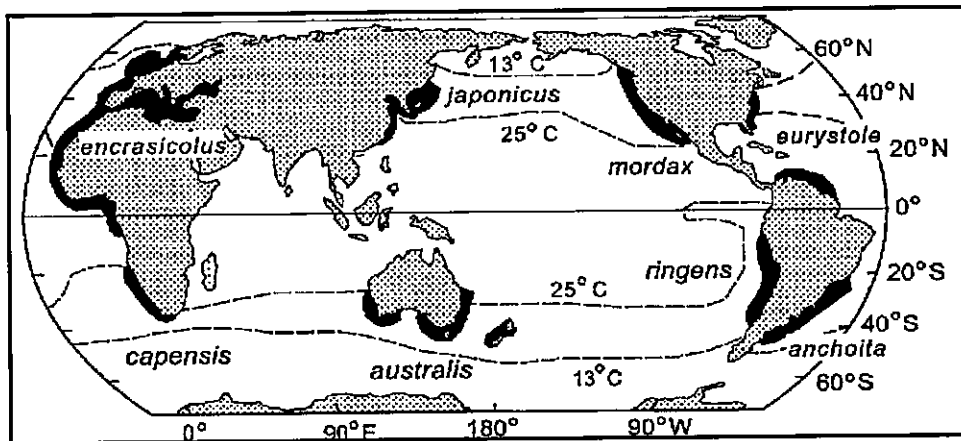 60°N
13°C
40°N
japonicus
25°C
eurystole
encrasicolus
mordax
20°N
0°
ringens
20°S
25°C
40°S
capensis
australis
13°C
anchoita
60°S
0°
90°E
180°
90°W